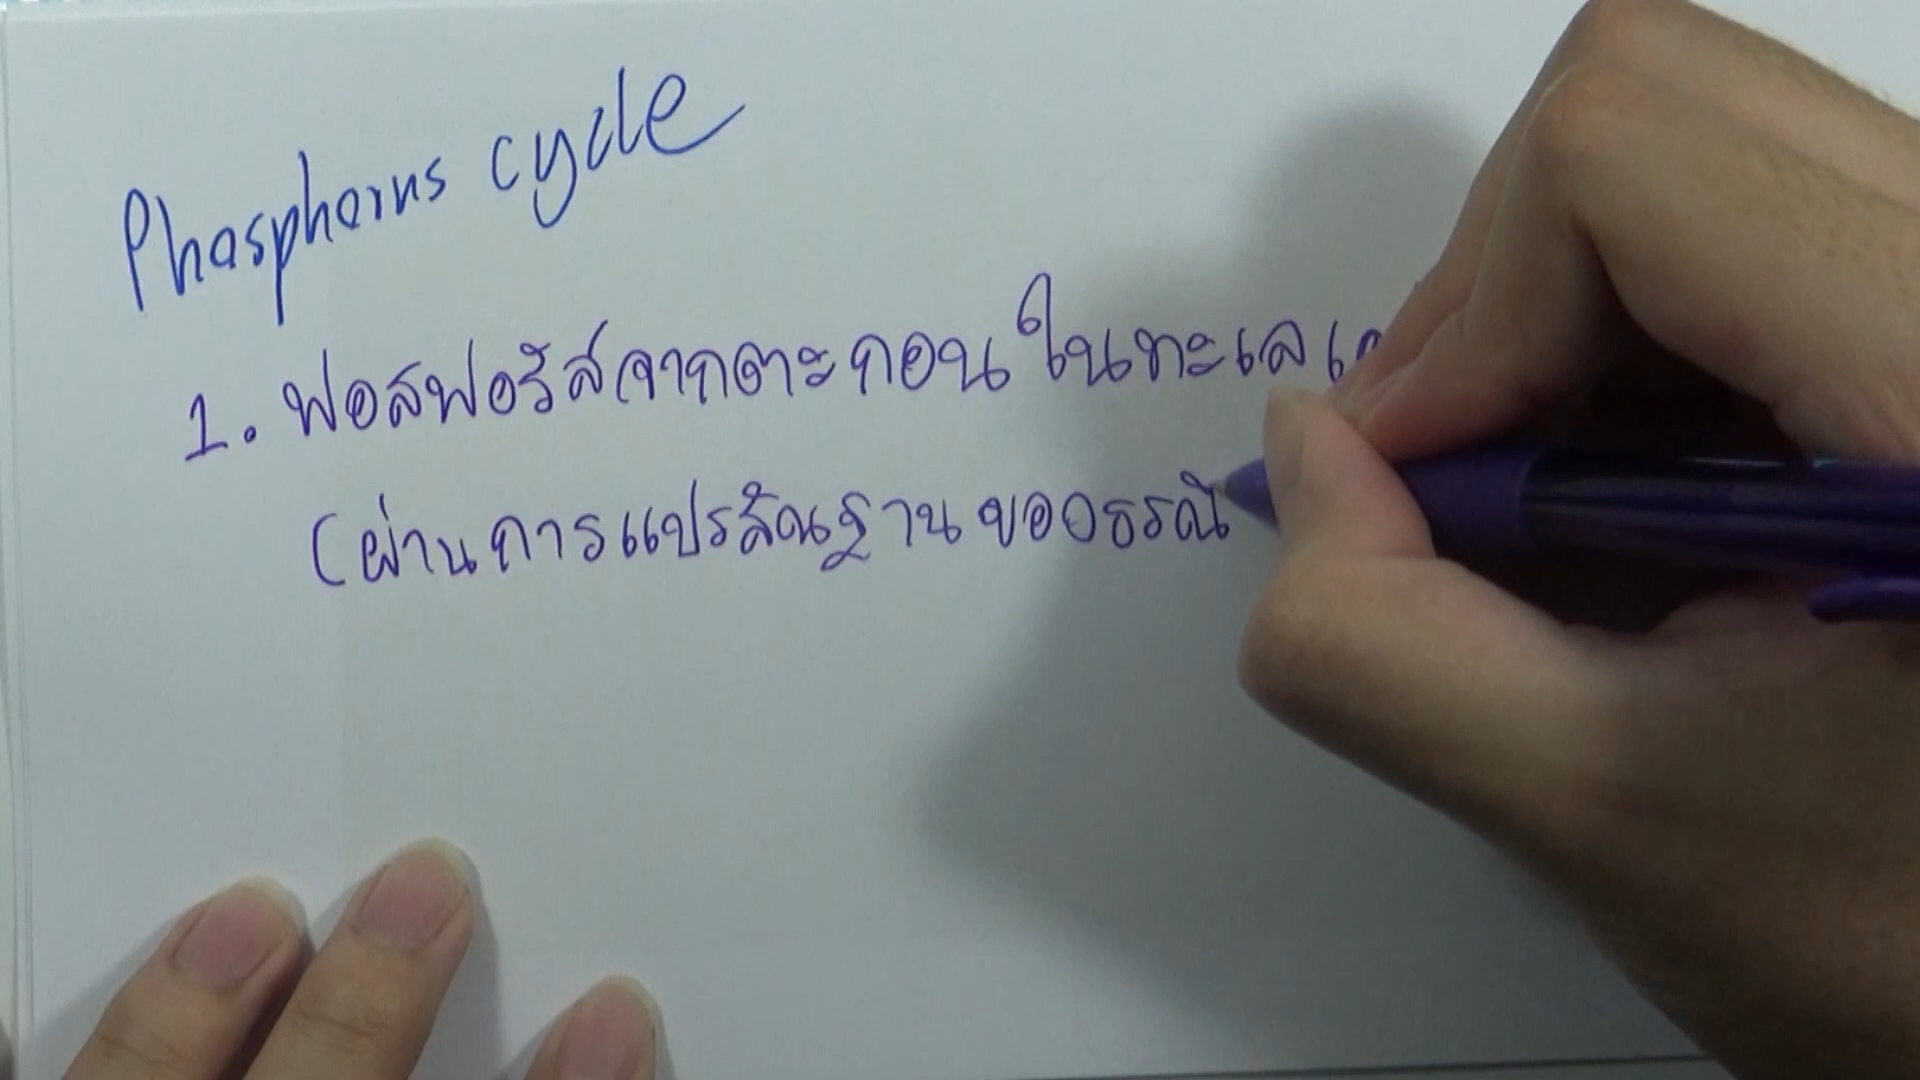 Phosphorus cycle
1. ฟอสฟอรัสจากตะกอนในทะเล
(ผ่านการแปรสัณฐานของธรณี